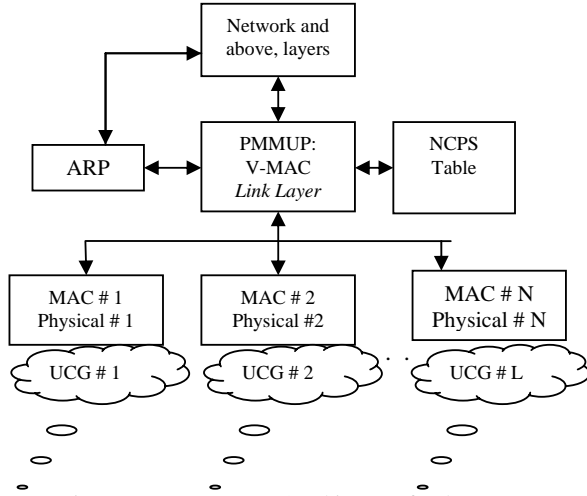 Network and
above, layers
ARP
PMMUP:
V-MAC
Link Layer
NCPS
Table
MAC # 1
Physical # 1
MAC # 2
Physical #2
MAC # N
Physical # N
UCG # 1
UCG # 2
. .
UCG # L